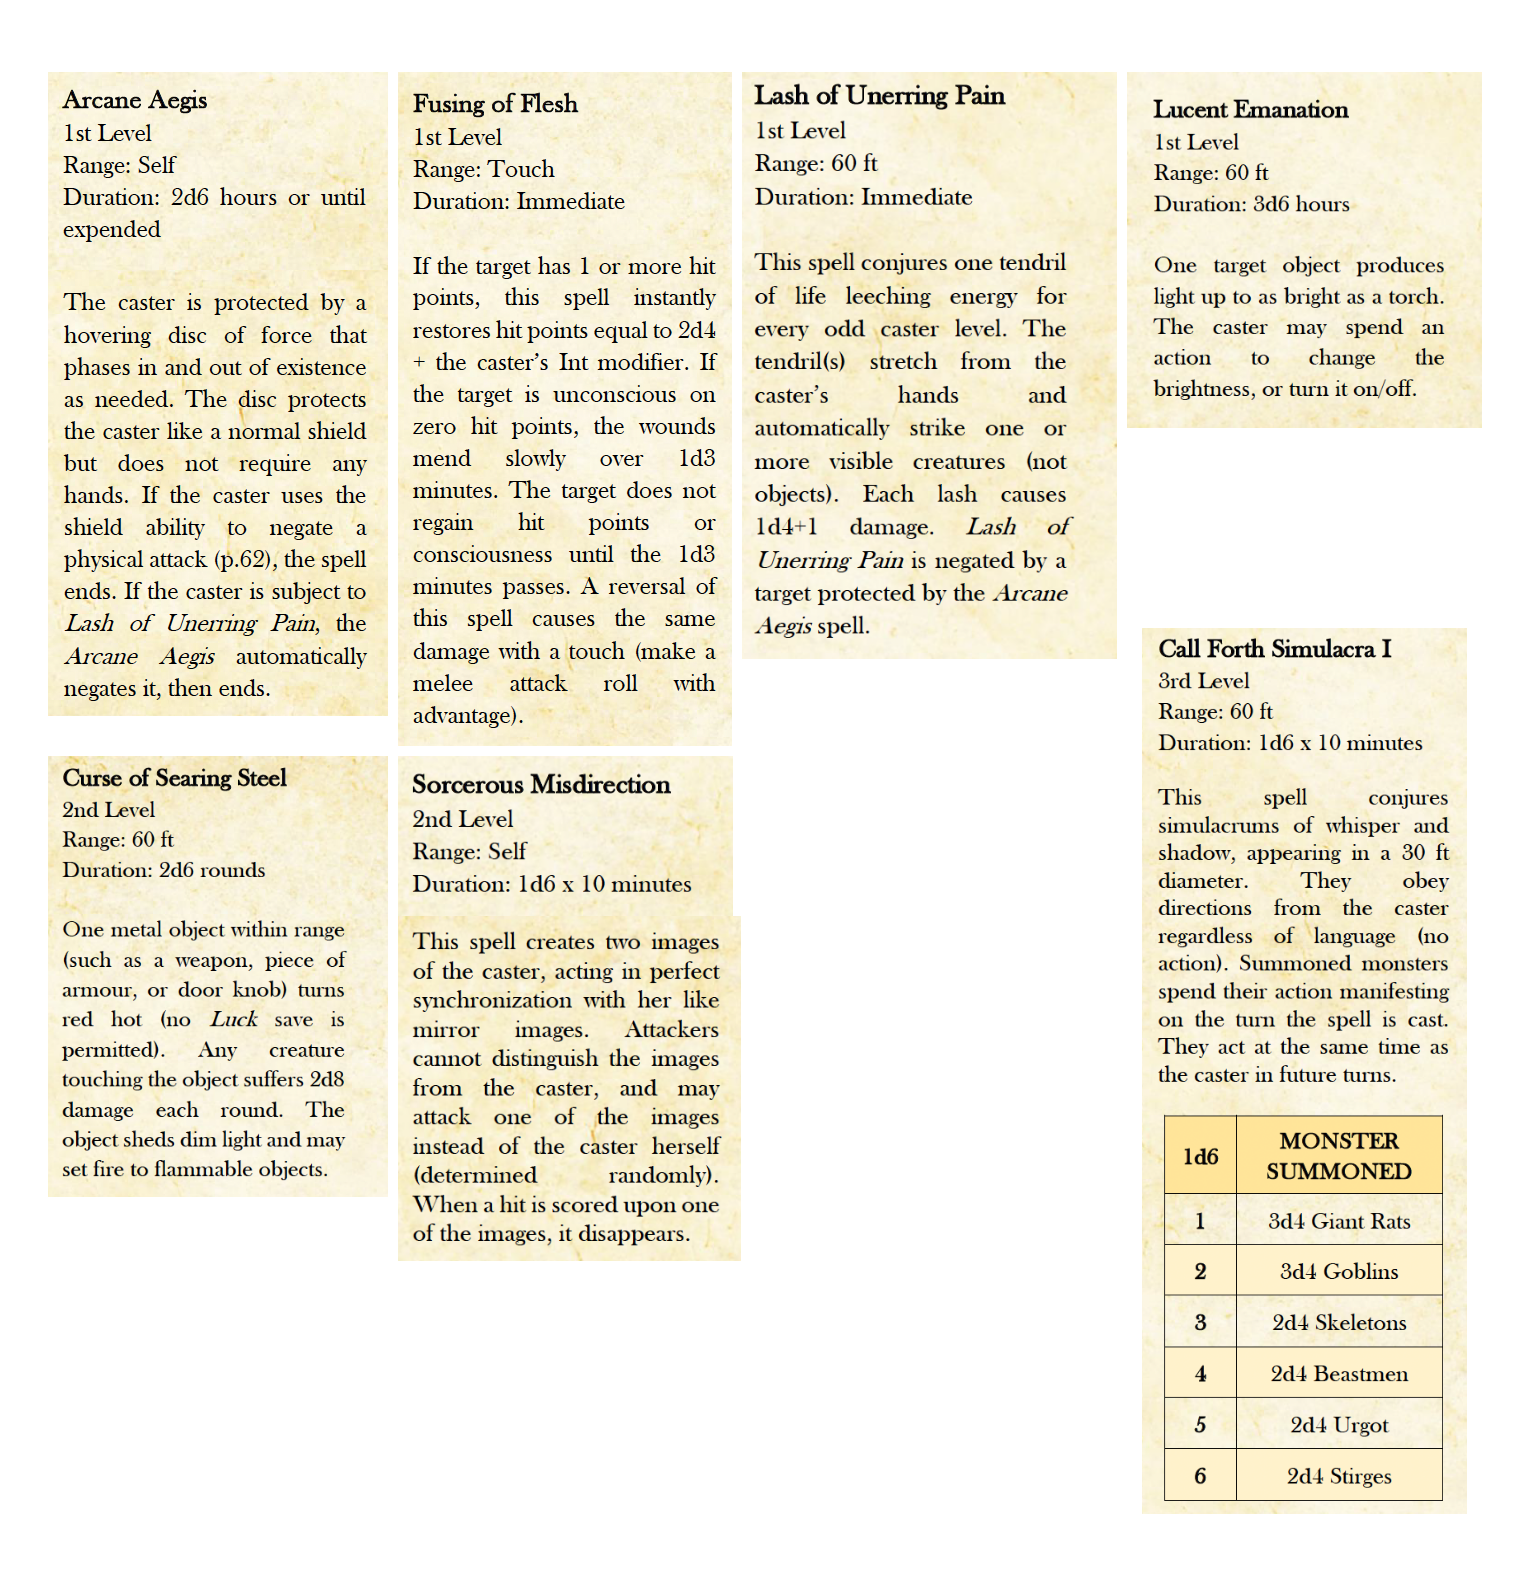 Arcane Aegis
1st Level
Range: Self
Duration: 2d6 hours or until
expended
The caster is protected by a
hovering disc of force that
phases in and out of existence
as needed. The disc protects
the caster like a normal shield
but does not require any
hands. If the caster uses the
shield ability to negate a
physical attack (p.62), the spell
ends. If the caster is subject to
Lash of Unerring Pain, the
Arcane Aegis automatically
negates it, then ends.
Fusing of Flesh
1st Level
Range: Touch
Duration: Immediate
If the target has 1 or more hit
points, this spell instantly
restores hit points equal to 2d4
+ the caster's Int modifier. If
the target is unconscious on
zero hit points, the wounds
mend slowly over 1d3
minutes. The target does not
regain hit points or
consciousness until the 1d3
minutes passes. A reversal of
this spell causes the same
damage with a touch (make a
melee attack roll with
advantage).
Lash of Unerring Pain
1st Level
Range: 60 ft
Duration: Immediate
This spell conjures one tendril
of life leeching energy for
every odd caster level. The
tendril(s) stretch from the
caster's hands and
automatically strike one or
more visible creatures (not
objects). Each lash causes
1d4+1 damage. Lash of
Unerring Pain is negated by a
target protected by the Arcane
Aegis spell.
Lucent Emanation
1st Level
Range: 60 ft
Duration: 3d6 hours
One target object produces
light up to as bright as a torch.
The caster may spend an
action to change the
brightness, or turn it on/off.
Curse of Searing Steel
2nd Level
Range: 60 ft
Duration: 2d6 rounds
One metal object within range
(such as a weapon, piece of
armour, or door knob) turns
red hot (no Luck save is
permitted). Any creature
touching the object suffers 2d8
damage each round. The
object sheds dim light and may
set fire to flammable objects.
Sorcerous Misdirection
2nd Level
Range: Self
Duration: 1d6 x 10 minutes
This spell creates two images
of the caster, acting in perfect
synchronization with her like
mirror images. Attackers
cannot distinguish the images
from the caster, and may
attack one of the images
instead of the caster herself
(determined randomly).
When a hit is scored upon one
of the images, it disappears.
Call Forth Simulacra I
3rd Level
Range: 60 ft
Duration: 1d6 x 10 minutes
This spell conjures
simulacrums of whisper and
shadow, appearing in a 30 ft
diameter. They obey
directions from the caster
regardless of language (no
action). Summoned monsters
spend their action manifesting
on the turn the spell is cast.
They act at the same time as
the caster in future turns.
1d6 MONSTER
SUMMONED
1 3d4 Giant Rats
2 3d4 Goblins
3 2d4 Skeletons
4 2d4 Beastmen
5 2d4 Urgot
6 2d4 Stirges